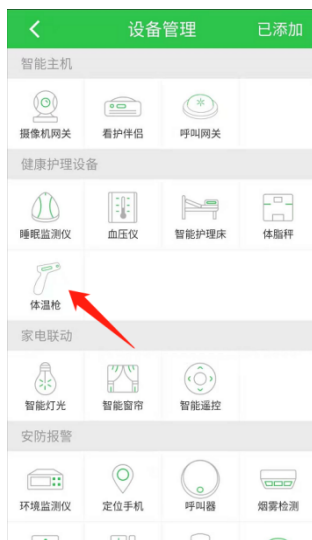 设备管理 已添加
智能主机
摄像机网关 看护伴侣 呼叫网关
健康护理设备
睡眠监测仪 血压仪 智能护理床 体脂秤
体温枪
家电联动
智能灯光 智能窗帘 智能遥控
安防报警
环境监测仪 定位手机 呼叫器 烟雾检测